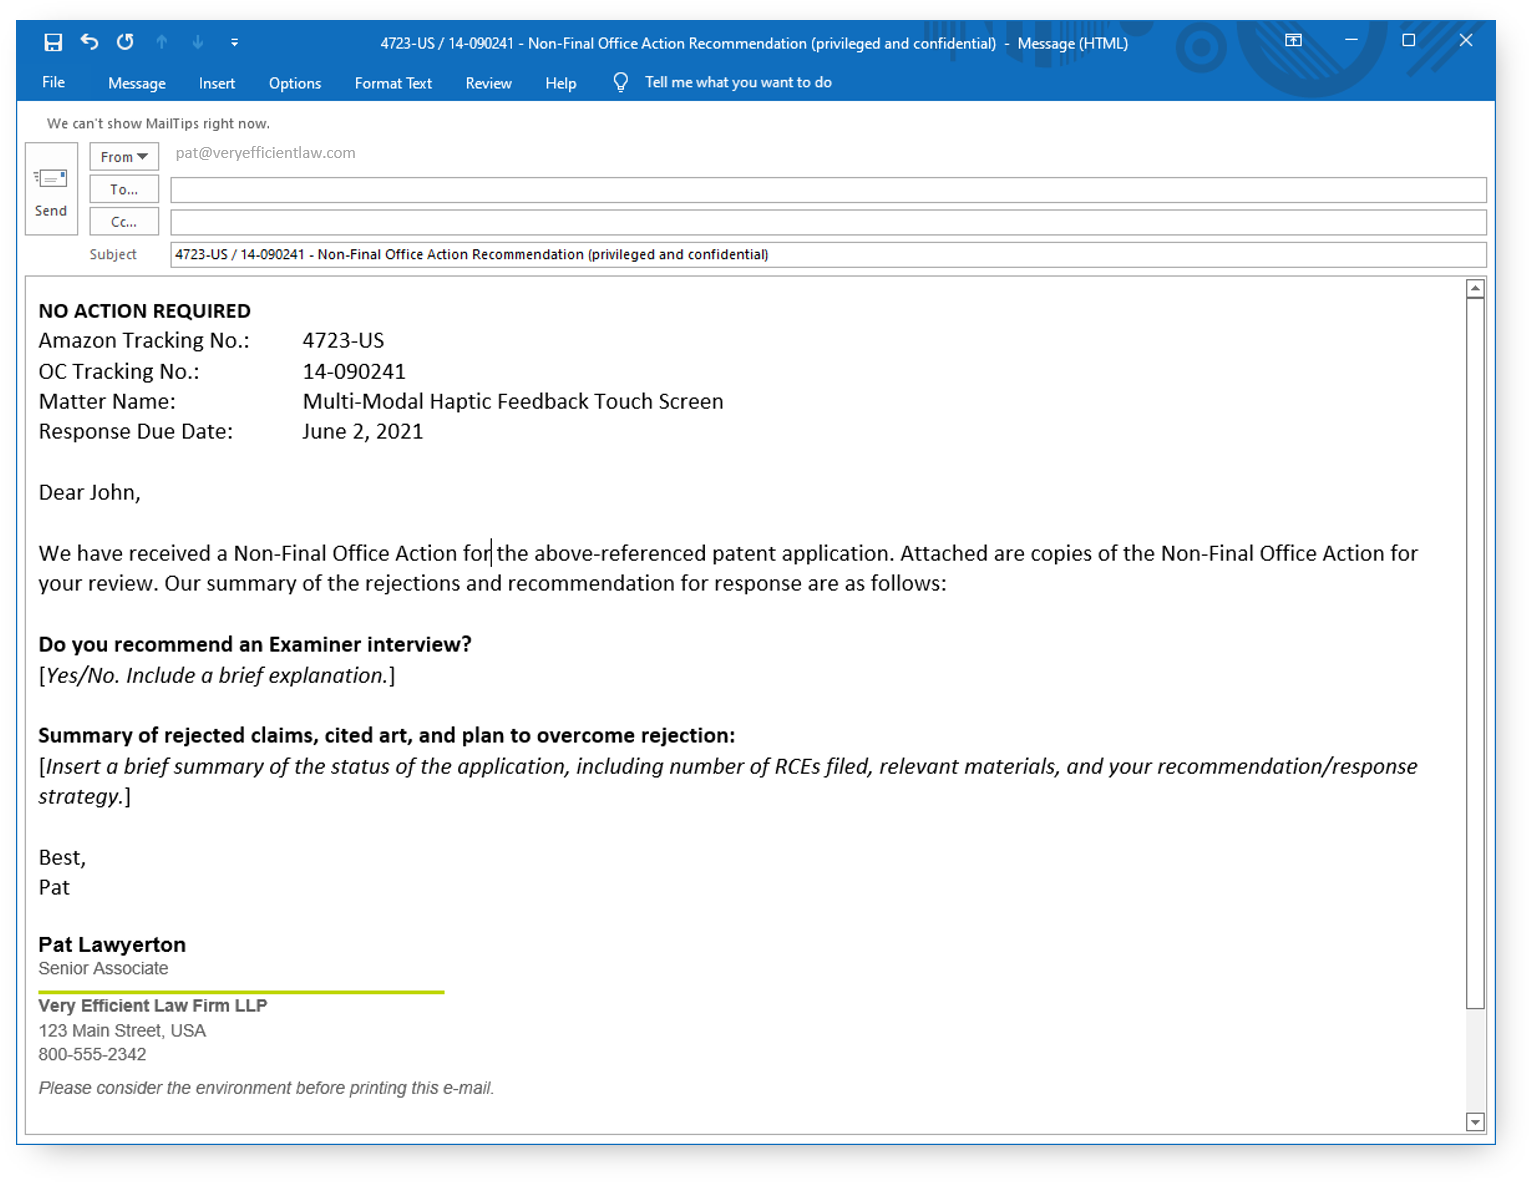 4723-US / 14-090241 - Non-Final Office Action Recommendation (privileged and confidential) - Message (HTML)
File Message Insert Options Format Text Review Help Tell me what you want to do
We can't show MailTips right now.
From pat@veryefficientlaw.com
Send
To...
Cc...
Subject 4723-US / 14-090241 - Non-Final Office Action Recommendation (privileged and confidential)
NO ACTION REQUIRED
Amazon Tracking No.: 4723-US
OC Tracking No.: 14-090241
Matter Name: Multi-Modal Haptic Feedback Touch Screen
Response Due Date: June 2, 2021
Dear John,
We have received a Non-Final Office Action for the above-referenced patent application. Attached are copies of the Non-Final Office Action for
your review. Our summary of the rejections and recommendation for response are as follows:
Do you recommend an Examiner interview?
[Yes/No. Include a brief explanation.]
Summary of rejected claims, cited art, and plan to overcome rejection:
[Insert a brief summary of the status of the application, including number of RCEs filed, relevant materials, and your recommendation/response
strategy.]
Best,
Pat
Pat Lawyerton
Senior Associate
Very Efficient Law Firm LLP
123 Main Street, USA
800-555-2342
Please consider the environment before printing this e-mail.